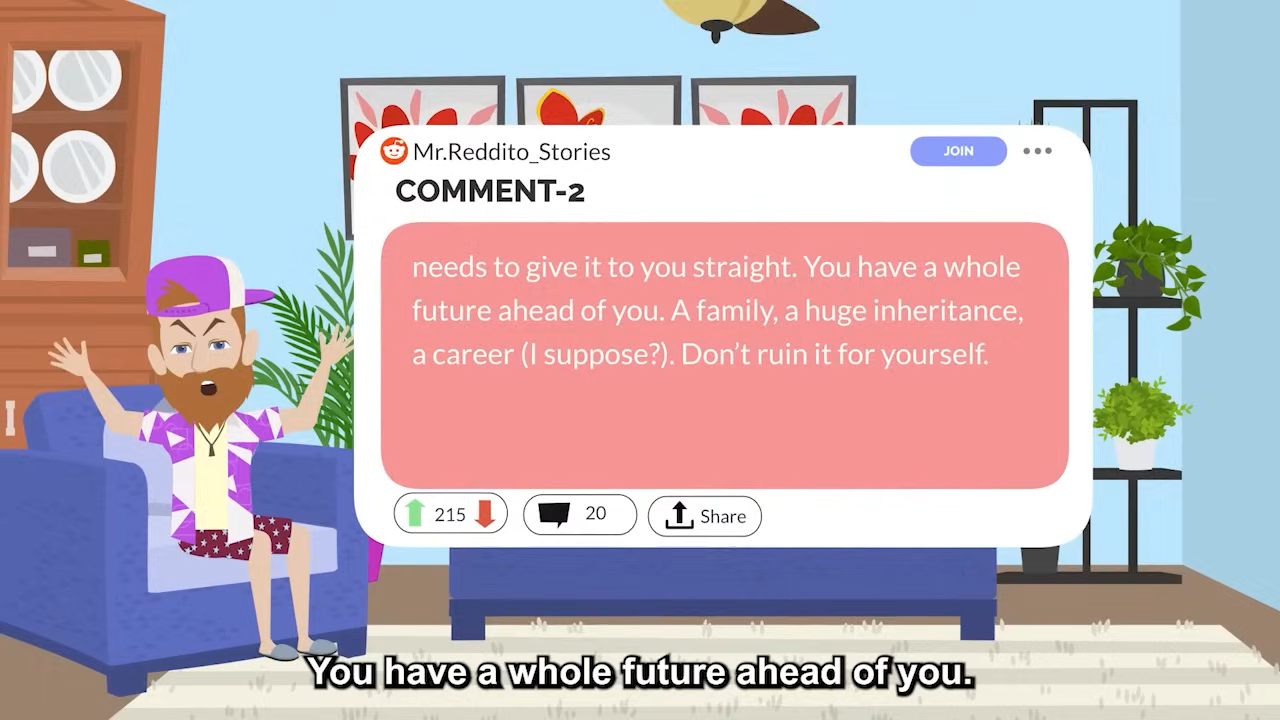 Mr.Reddito_Stories
JOIN
COMMENT-2
needs to give it to you straight. You have a whole
future ahead of you. A family, a huge inheritance,
a career (I suppose?). Don’t ruin it for yourself.
215
20
Share
You have a whole future ahead of you.